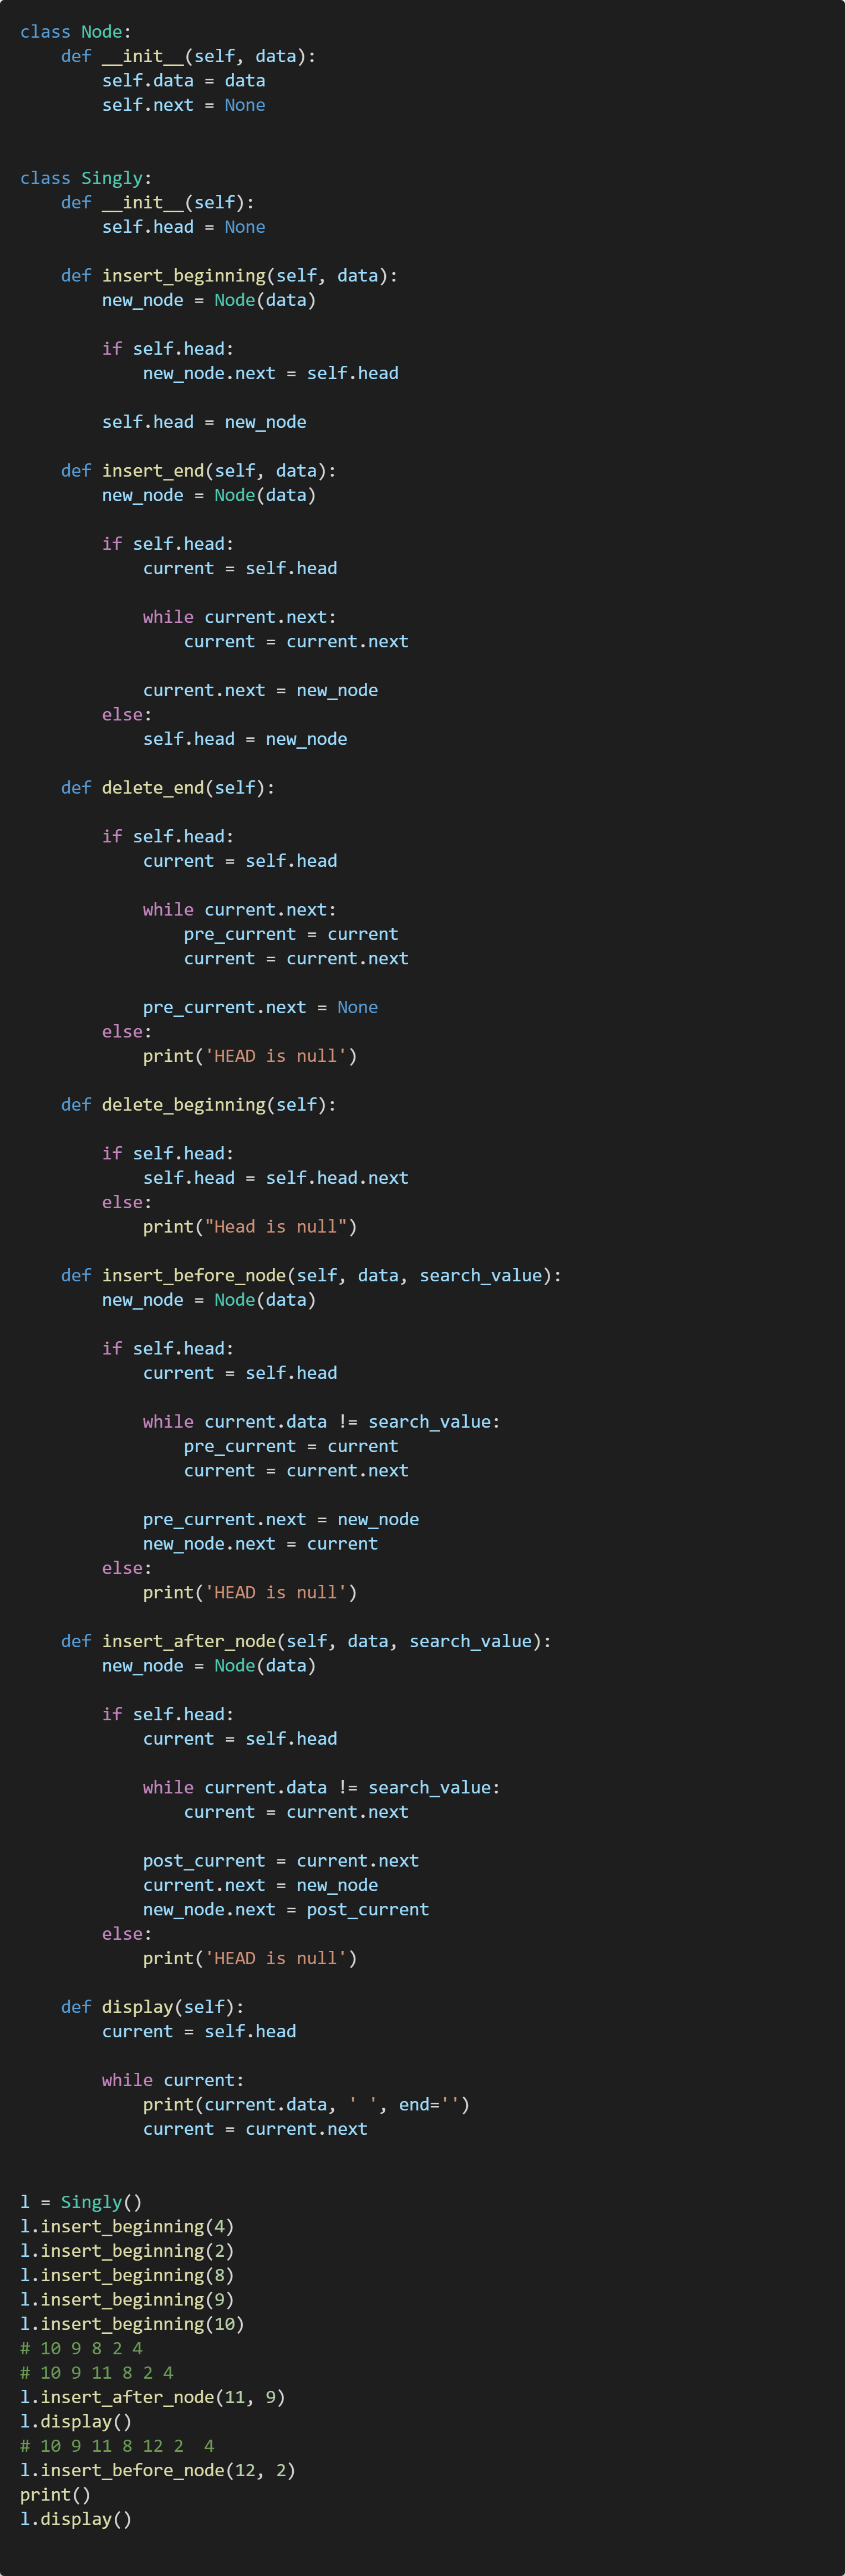 class Node:
    def __init__(self, data):
        self.data = data
        self.next = None


class Singly:
    def __init__(self):
        self.head = None

    def insert_beginning(self, data):
        new_node = Node(data)

        if self.head:
            new_node.next = self.head

        self.head = new_node

    def insert_end(self, data):
        new_node = Node(data)

        if self.head:
            current = self.head

            while current.next:
                current = current.next

            current.next = new_node
        else:
            self.head = new_node

    def delete_end(self):

        if self.head:
            current = self.head

            while current.next:
                pre_current = current
                current = current.next

            pre_current.next = None
        else:
            print('HEAD is null')

    def delete_beginning(self):

        if self.head:
            self.head = self.head.next
        else:
            print("Head is null")

    def insert_before_node(self, data, search_value):
        new_node = Node(data)

        if self.head:
            current = self.head

            while current.data != search_value:
                pre_current = current
                current = current.next

            pre_current.next = new_node
            new_node.next = current
        else:
            print('HEAD is null')

    def insert_after_node(self, data, search_value):
        new_node = Node(data)

        if self.head:
            current = self.head

            while current.data != search_value:
                current = current.next

            post_current = current.next
            current.next = new_node
            new_node.next = post_current
        else:
            print('HEAD is null')

    def display(self):
        current = self.head

        while current:
            print(current.data, ' ', end='')
            current = current.next


l = Singly()
l.insert_beginning(4)
l.insert_beginning(2)
l.insert_beginning(8)
l.insert_beginning(9)
l.insert_beginning(10)
# 10 9 8 2 4
# 10 9 11 8 2 4
l.insert_after_node(11, 9)
l.display()
# 10 9 11 8 12 2  4
l.insert_before_node(12, 2)
print()
l.display()